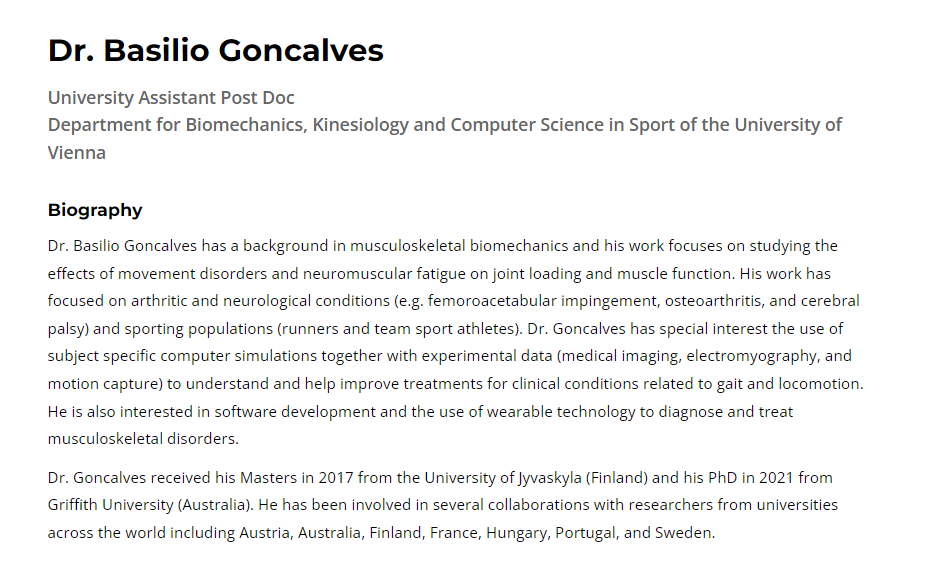 Dr. Basilio Goncalves
University Assistant Post Doc
Department for Biomechanics, Kinesiology and Computer Science in Sport of the University of
Vienna
Biography
Dr. Basilio Goncalves has a background in musculoskeletal biomechanics and his work focuses on studying the
effects of movement disorders and neuromuscular fatigue on joint loading and muscle function. His work has
focused on arthritic and neurological conditions (e.g. femoroacetabular impingement, osteoarthritis, and cerebral
palsy) and sporting populations (runners and team sport athletes). Dr. Goncalves has special interest the use of
subject specific computer simulations together with experimental data (medical imaging, electromyography, and
motion capture) to understand and help improve treatments for clinical conditions related to gait and locomotion.
He is also interested in software development and the use of wearable technology to diagnose and treat
musculoskeletal disorders.
Dr. Goncalves received his Masters in 2017 from the University of Jyvaskyla (Finland) and his PhD in 2021 from
Griffith University (Australia). He has been involved in several collaborations with researchers from universities
across the world including Austria, Australia, Finland, France, Hungary, Portugal, and Sweden.